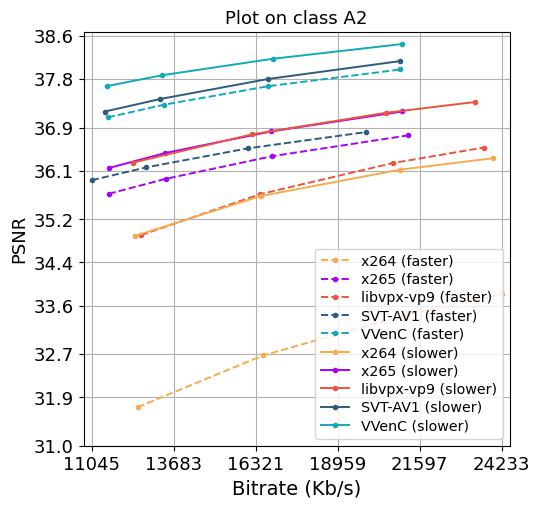 Plot on class A2
38.6
37.8
36.9
36.1
35.2
34.4
33.6
32.7
31.9
31.0
PSNR
x264 (faster)
x265 (faster)
libvpx-vp9 (faster)
SVT-AV1 (faster)
VVenC (faster)
x264 (slower)
x265 (slower)
libvpx-vp9 (slower)
SVT-AV1 (slower)
VVenC (slower)
11045 13683 16321 18959 21597 24233
Bitrate (Kb/s)